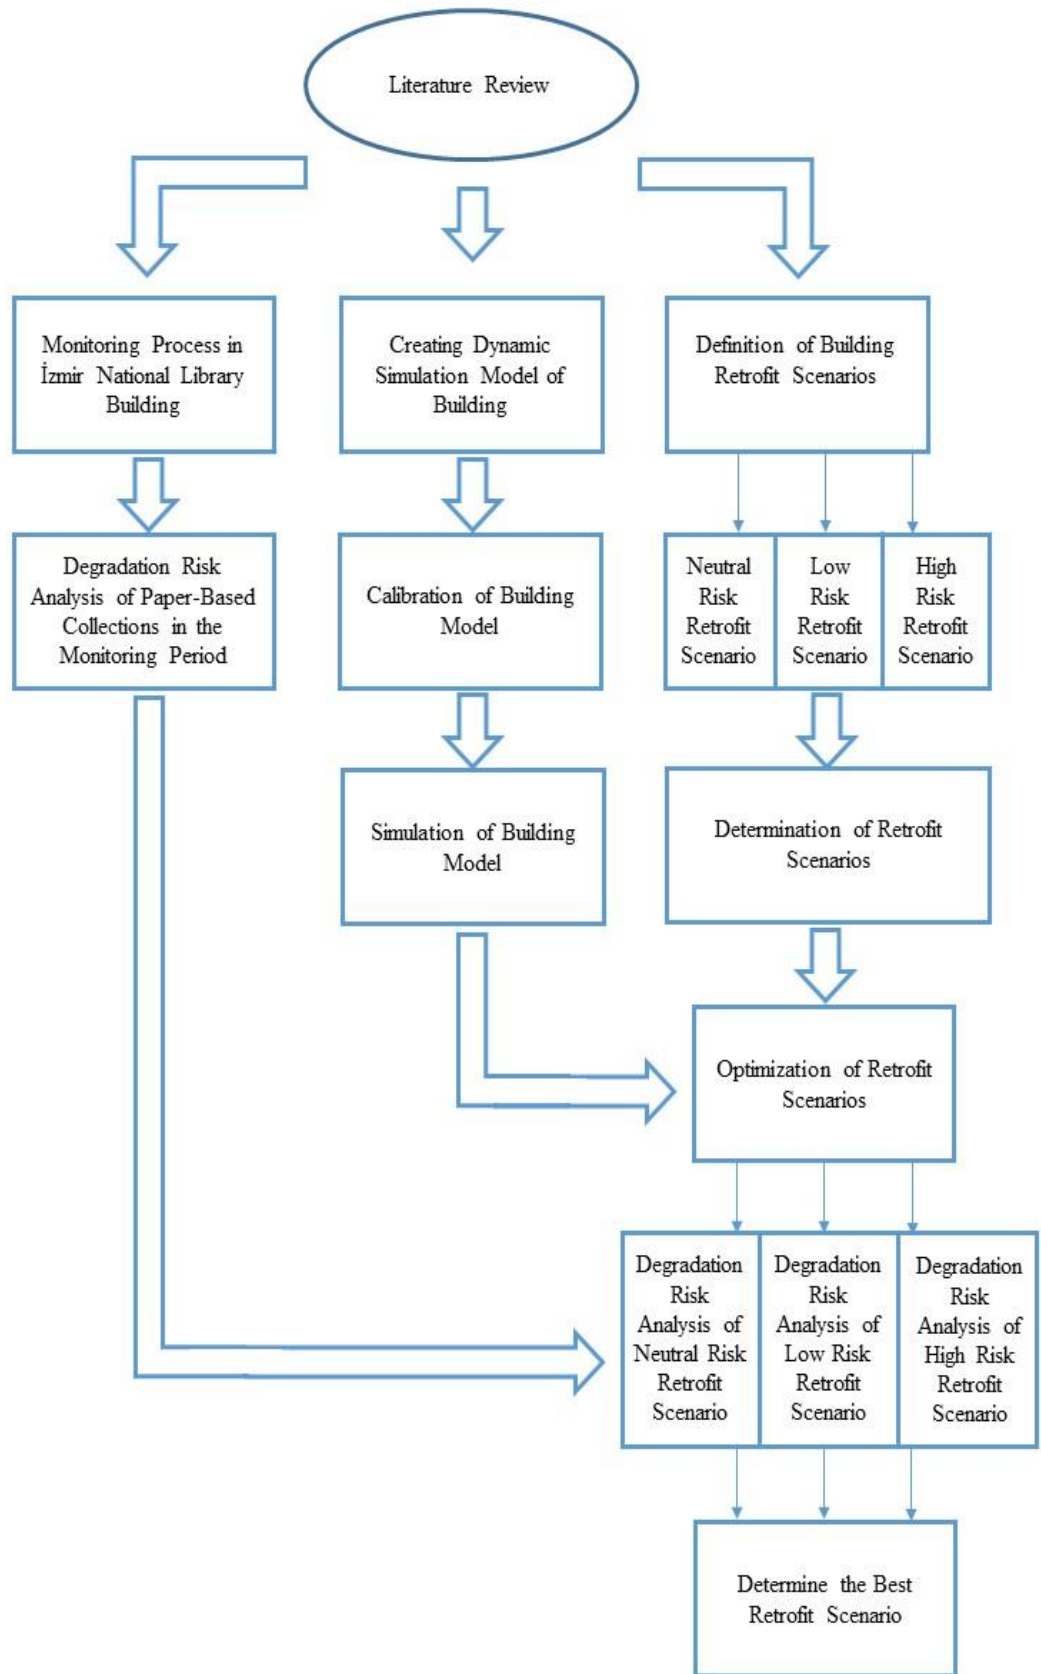 Literature Review
Monitoring Process in
İzmir National Library
Building
Creating Dynamic
Simulation Model of
Building
Definition of Building
Retrofit Scenarios
Degradation Risk
Analysis of Paper-Based
Collections in the
Monitoring Period
Calibration of Building
Model
Neutral
Risk
Retrofit
Scenario
Low
Risk
Retrofit
Scenario
High
Risk
Retrofit
Scenario
Simulation of Building
Model
Determination of Retrofit
Scenarios
Optimization of Retrofit
Scenarios
Degradation
Risk
Analysis of
Neutral Risk
Retrofit
Scenario
Degradation
Risk
Analysis of
Low Risk
Retrofit
Scenario
Degradation
Risk
Analysis of
High Risk
Retrofit
Scenario
Determine the Best
Retrofit Scenario